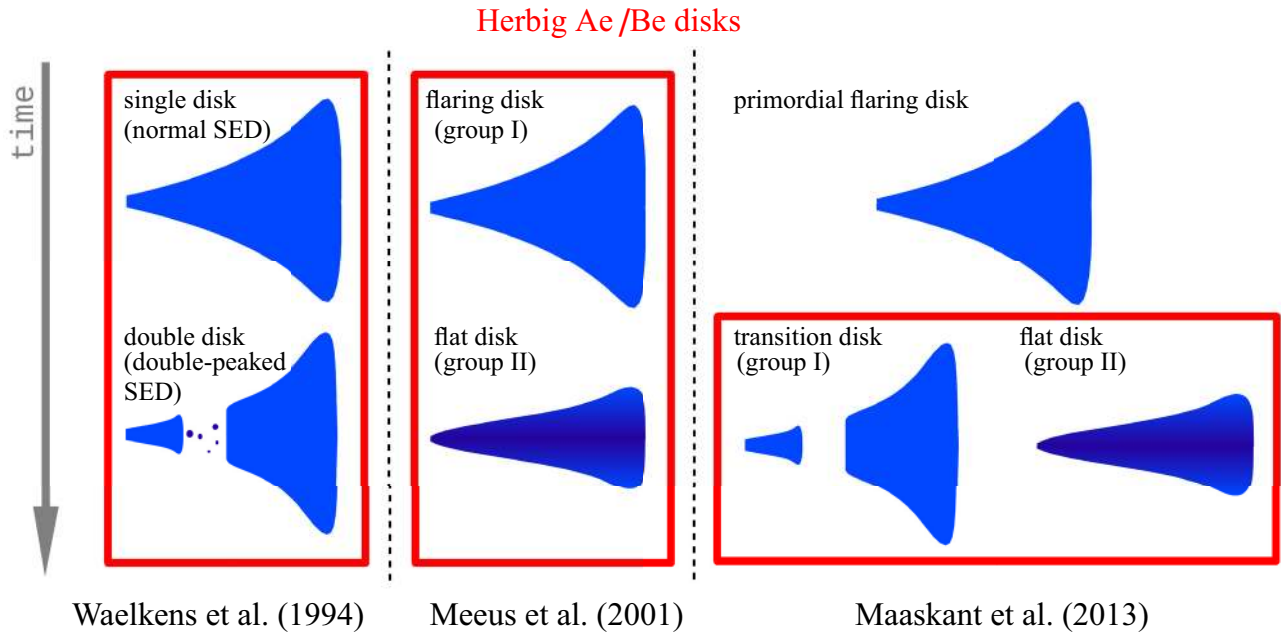 Herbig Ae/Be disks
time
single disk
(normal SED)
double disk
(double-peaked
SED)
Waelkens et al. (1994)
flaring disk
(group I)
flat disk
(group II)
Meeus et al. (2001)
primordial flaring disk
transition disk
(group I)
flat disk
(group II)
Maaskant et al. (2013)